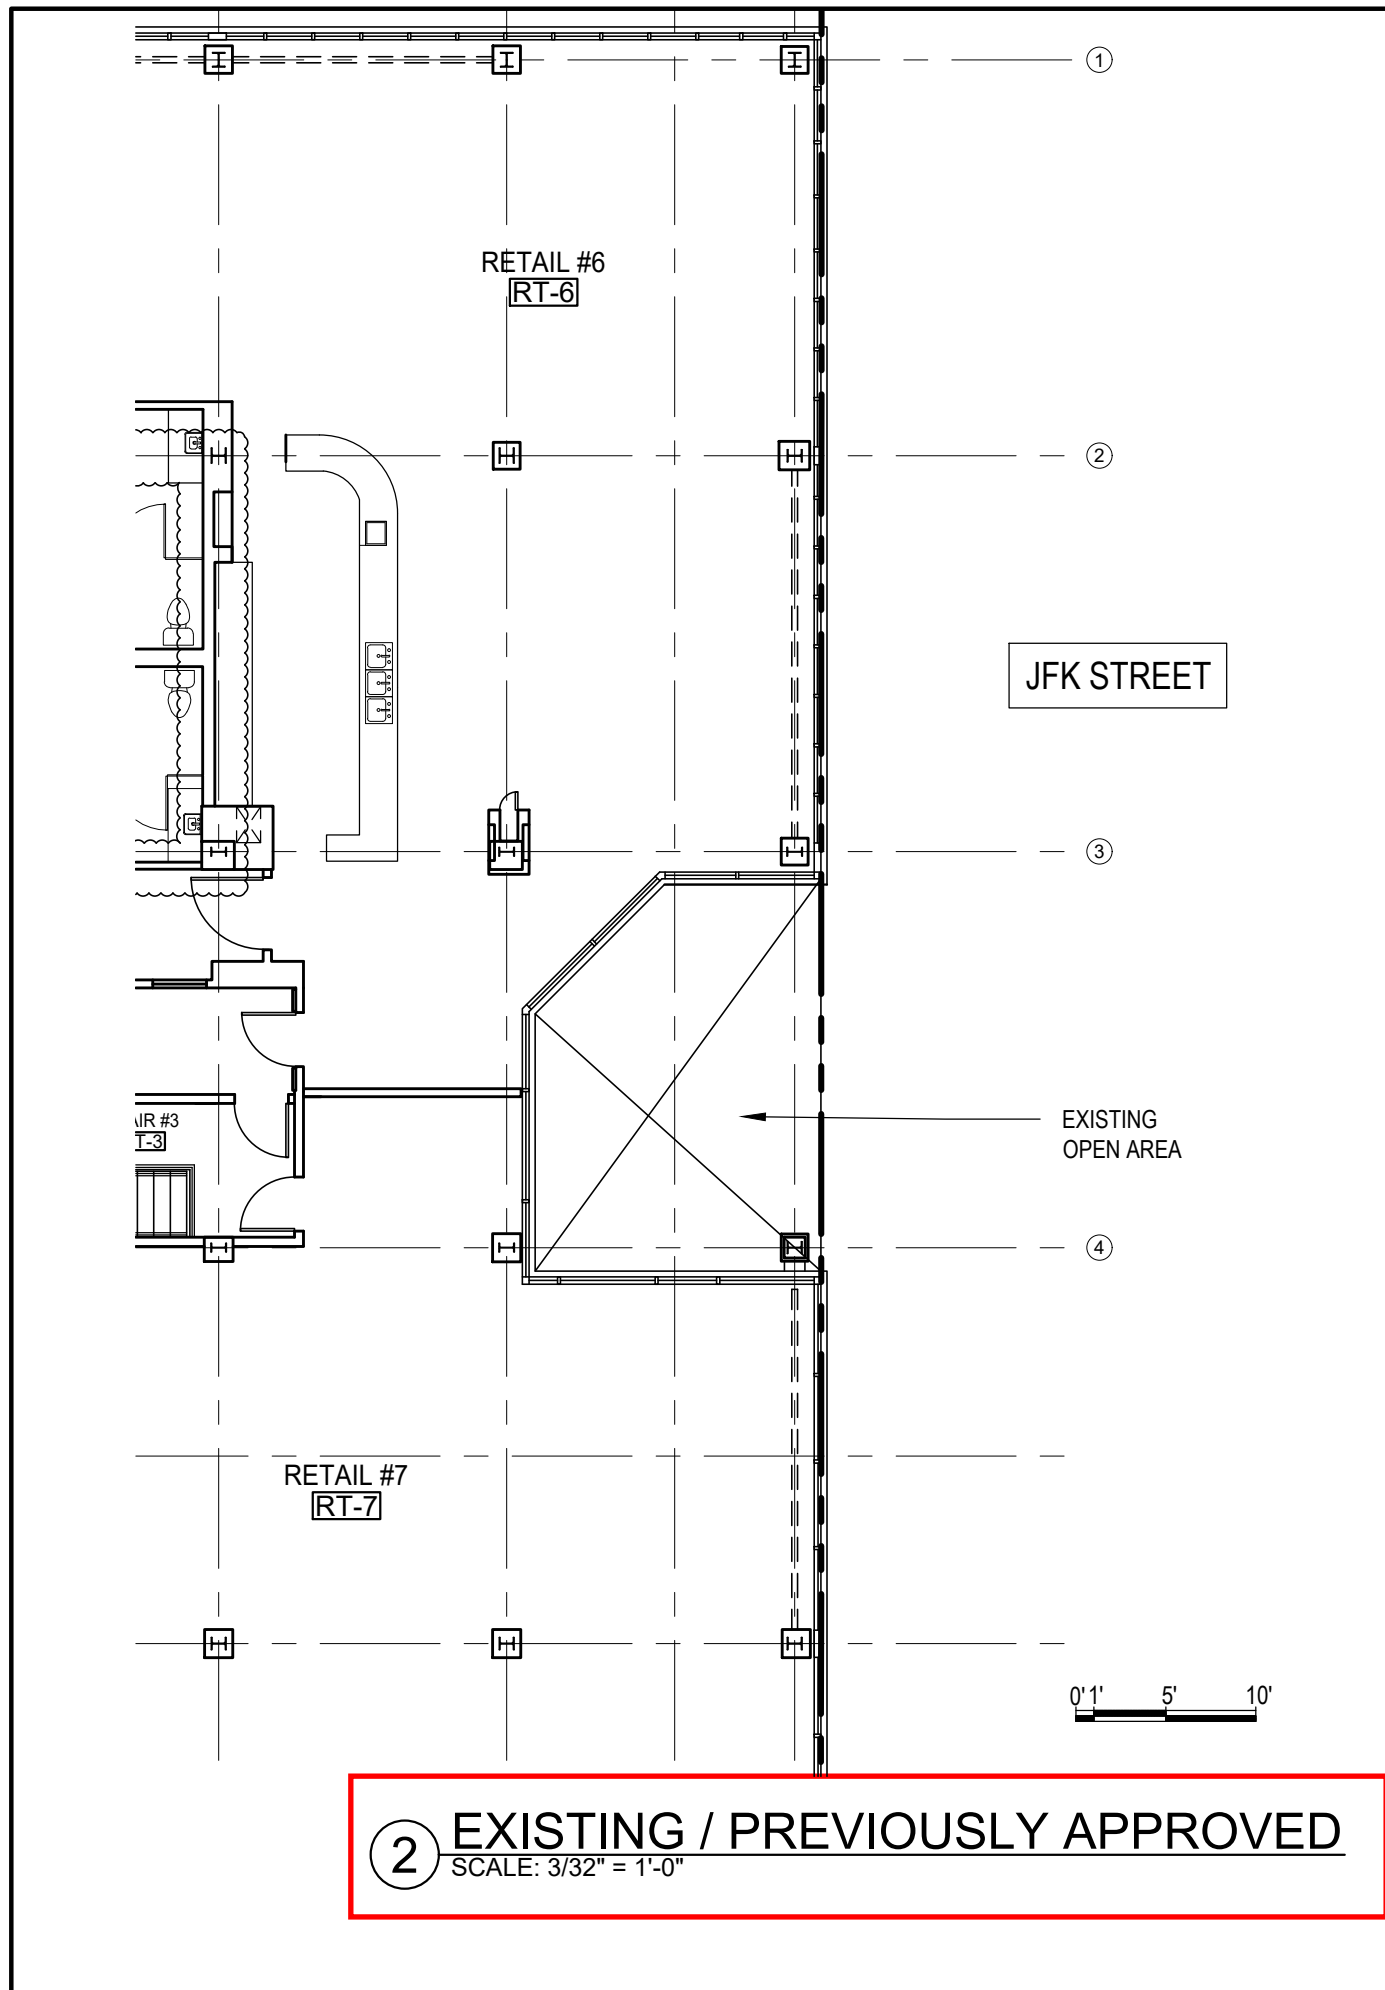 1
RETAIL #6
RT-6
2
JFK STREET
3
#3
EXISTING
OPEN AREA
4
RETAIL #7
RT-7
0' 1' 5' 10'
2 EXISTING / PREVIOUSLY APPROVED
SCALE: 3/32" = 1'-0"